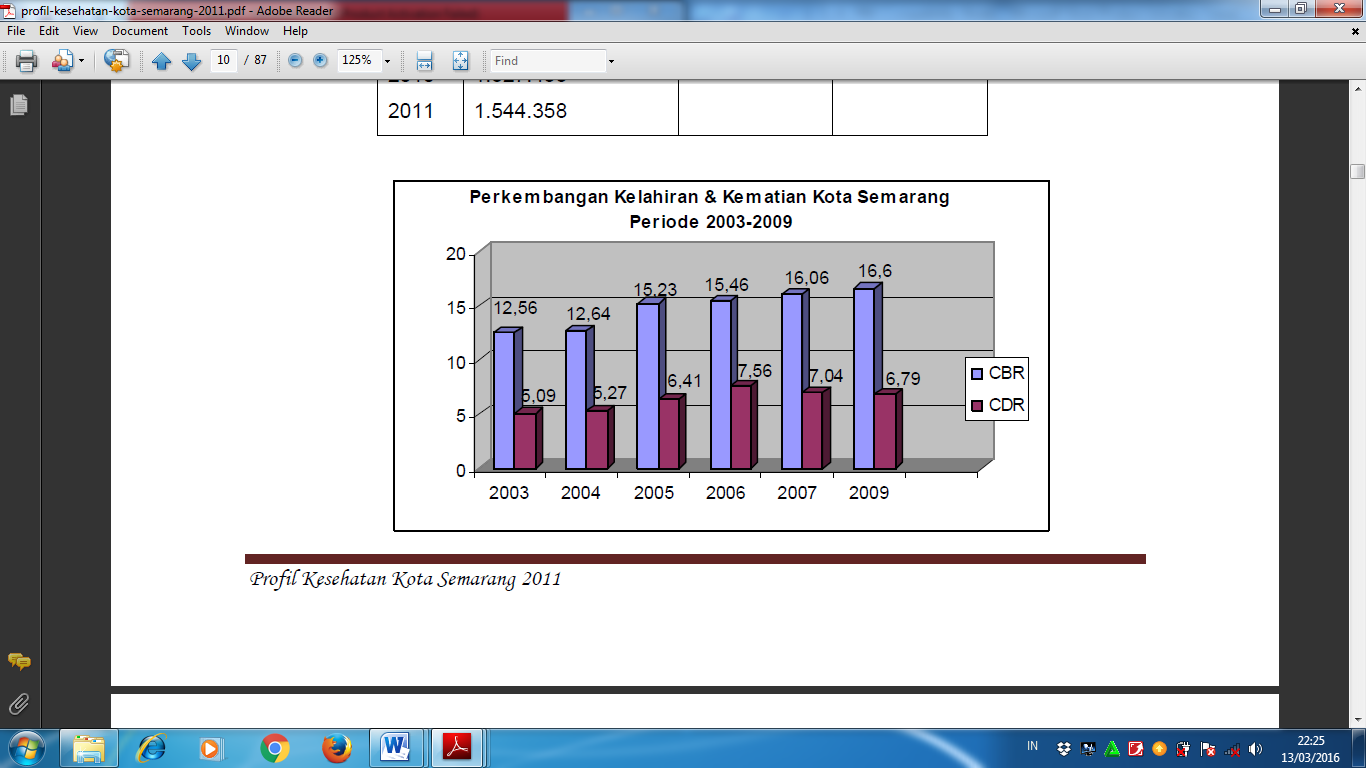 profil-kesehatan-kota-semarang-2011.pdf - Adobe Reader
File Edit View Document Tools Window Help
10 / 87 125% Find
2011 1.544.358
Perkembangan Kelahiran & Kematian Kota Semarang
Periode 2003-2009
20
15
10
5
0
12,56
5,09
12,64
5,27
15,23
6,41
15,46
7,56
16,06
7,04
16,6
6,79
2003 2004 2005 2006 2007 2009
CBR
CDR
Profil Kesehatan Kota Semarang 2011
IN
22:25
13/03/2016